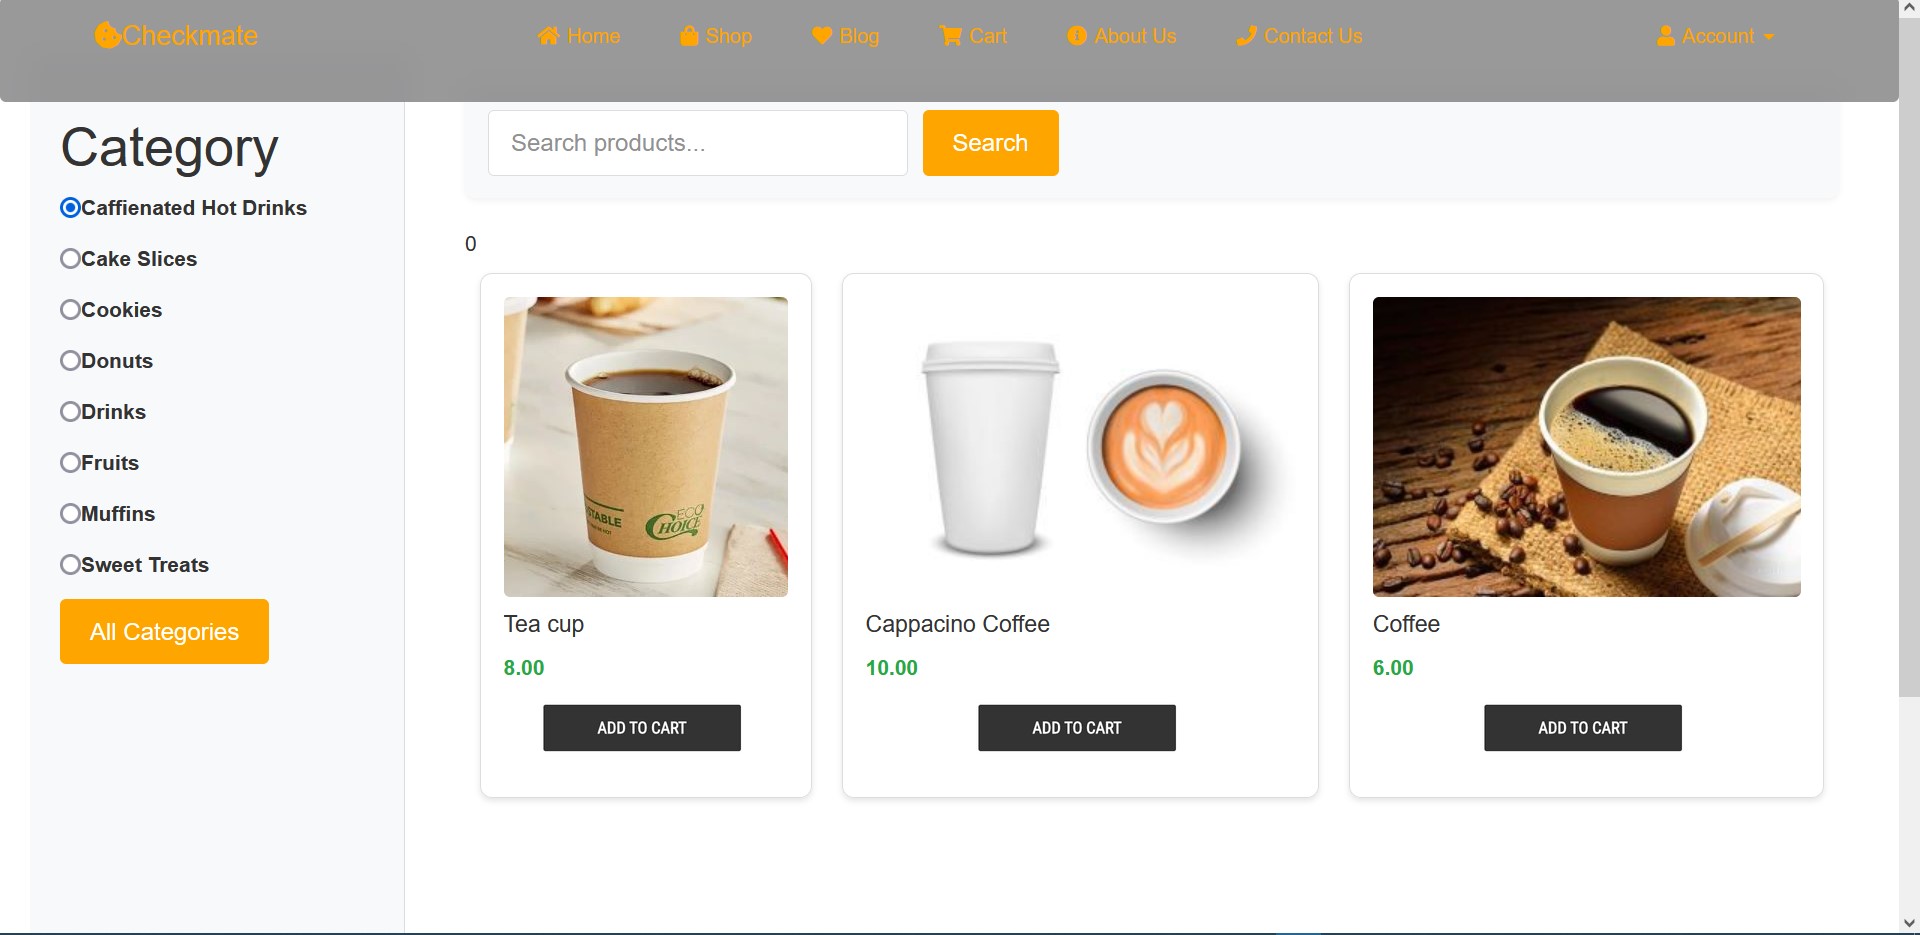 Checkmate Home Shop Blog Cart About Us Contact Us Account
Category
Caffienated Hot Drinks
Cake Slices
Cookies
Donuts
Drinks
Fruits
Muffins
Sweet Treats
All Categories
Search products... Search
0
STABLE
ECO
CHOICE
Tea cup
8.00
ADD TO CART
Cappacino Coffee
10.00
ADD TO CART
Coffee
6.00
ADD TO CART